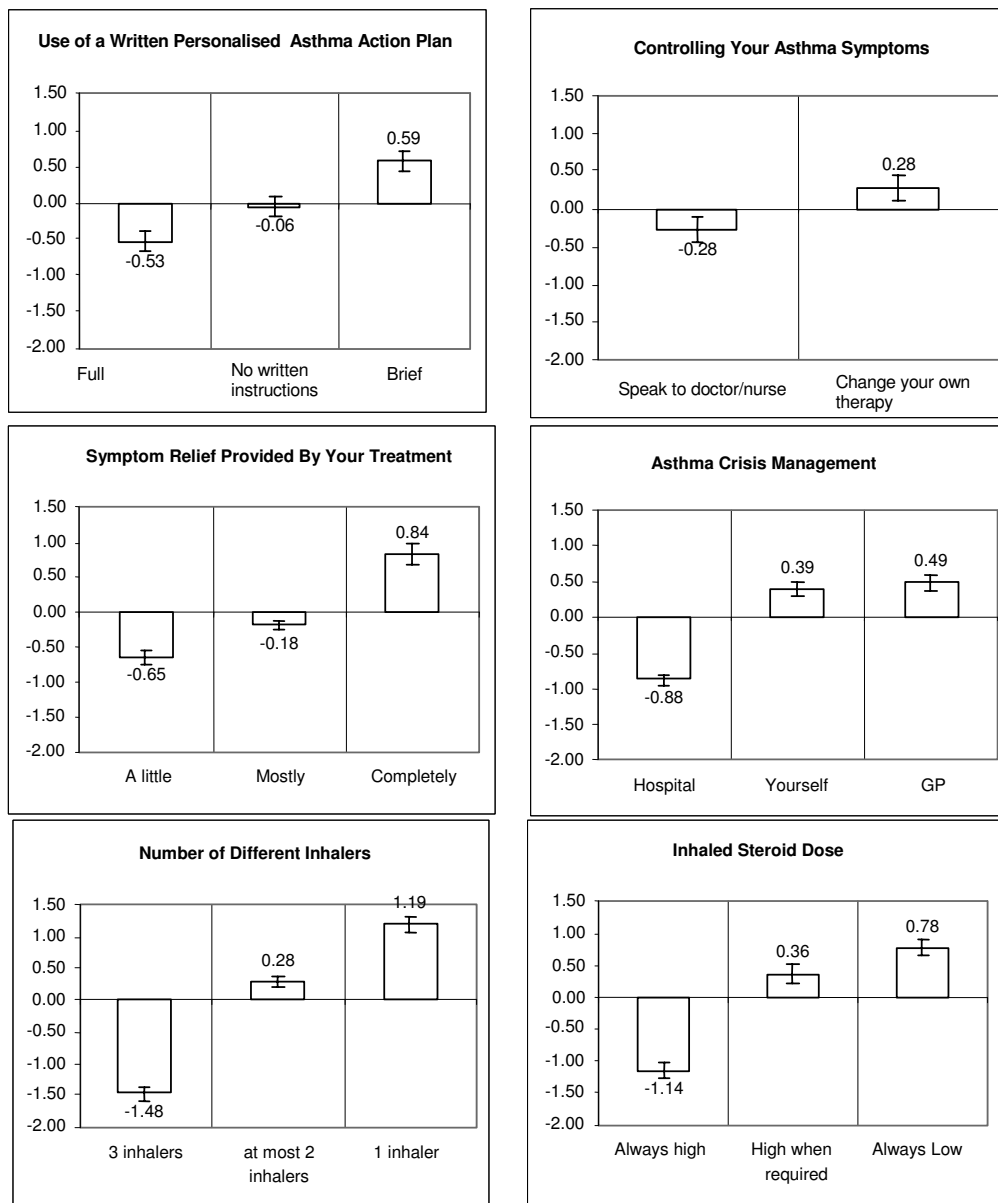 Use of a Written Personalised Asthma Action Plan
1.50
1.00
0.50
0.00
-0.50
-1.00
-1.50
-2.00
-0.53
-0.06
0.59
Full
No written
instructions
Brief
Controlling Your Asthma Symptoms
1.50
1.00
0.50
0.00
-0.50
-1.00
-1.50
-2.00
-0.28
0.28
Speak to doctor/nurse
Change your own
therapy
Symptom Relief Provided By Your Treatment
1.50
1.00
0.50
0.00
-0.50
-1.00
-1.50
-2.00
-0.65
-0.18
0.84
A little
Mostly
Completely
Asthma Crisis Management
1.50
1.00
0.50
0.00
-0.50
-1.00
-1.50
-2.00
-0.88
0.39
0.49
Hospital
Yourself
GP
Number of Different Inhalers
1.50
1.00
0.50
0.00
-0.50
-1.00
-1.50
-2.00
-1.48
0.28
1.19
3 inhalers
at most 2
inhalers
1 inhaler
Inhaled Steroid Dose
1.50
1.00
0.50
0.00
-0.50
-1.00
-1.50
-2.00
-1.14
0.36
0.78
Always high
High when
required
Always Low